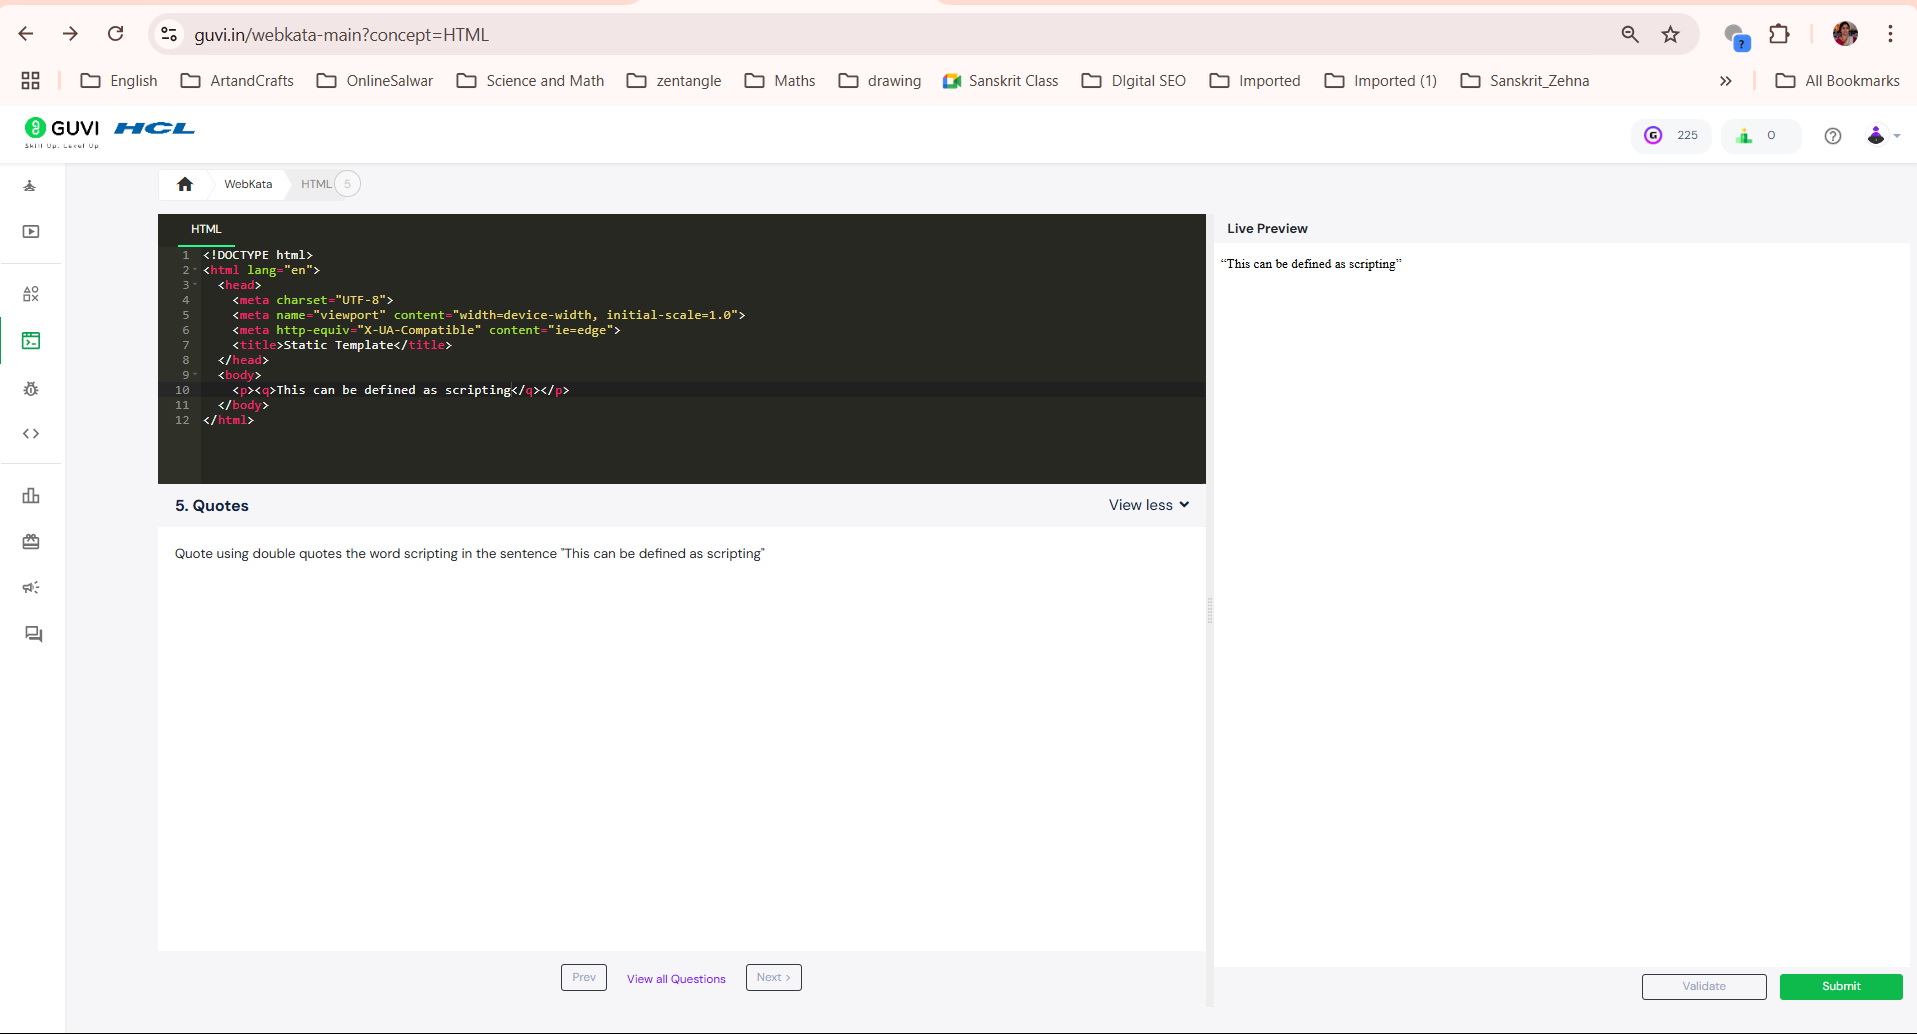 guvi.in/webkata-main?concept=HTML
English ArtandCrafts OnlineSalwar Science and Math zentangle Maths drawing Sanskrit Class DIgital SEO Imported Imported (1) Sanskrit_Zehna » All Bookmarks
GUVI HCL
Skill Up. Level Up
225 0
WebKata HTML 5
HTML
1 <!DOCTYPE html>
2 <html lang="en">
3 <head>
4 <meta charset="UTF-8">
5 <meta name="viewport" content="width=device-width, initial-scale=1.0">
6 <meta http-equiv="X-UA-Compatible" content="ie=edge">
7 <title>Static Template</title>
8 </head>
9 <body>
10 <p><q>This can be defined as scripting</q></p>
11 </body>
12 </html>
5. Quotes View less
Quote using double quotes the word scripting in the sentence "This can be defined as scripting"
Prev View all Questions Next >
Live Preview
“This can be defined as scripting”
Validate Submit